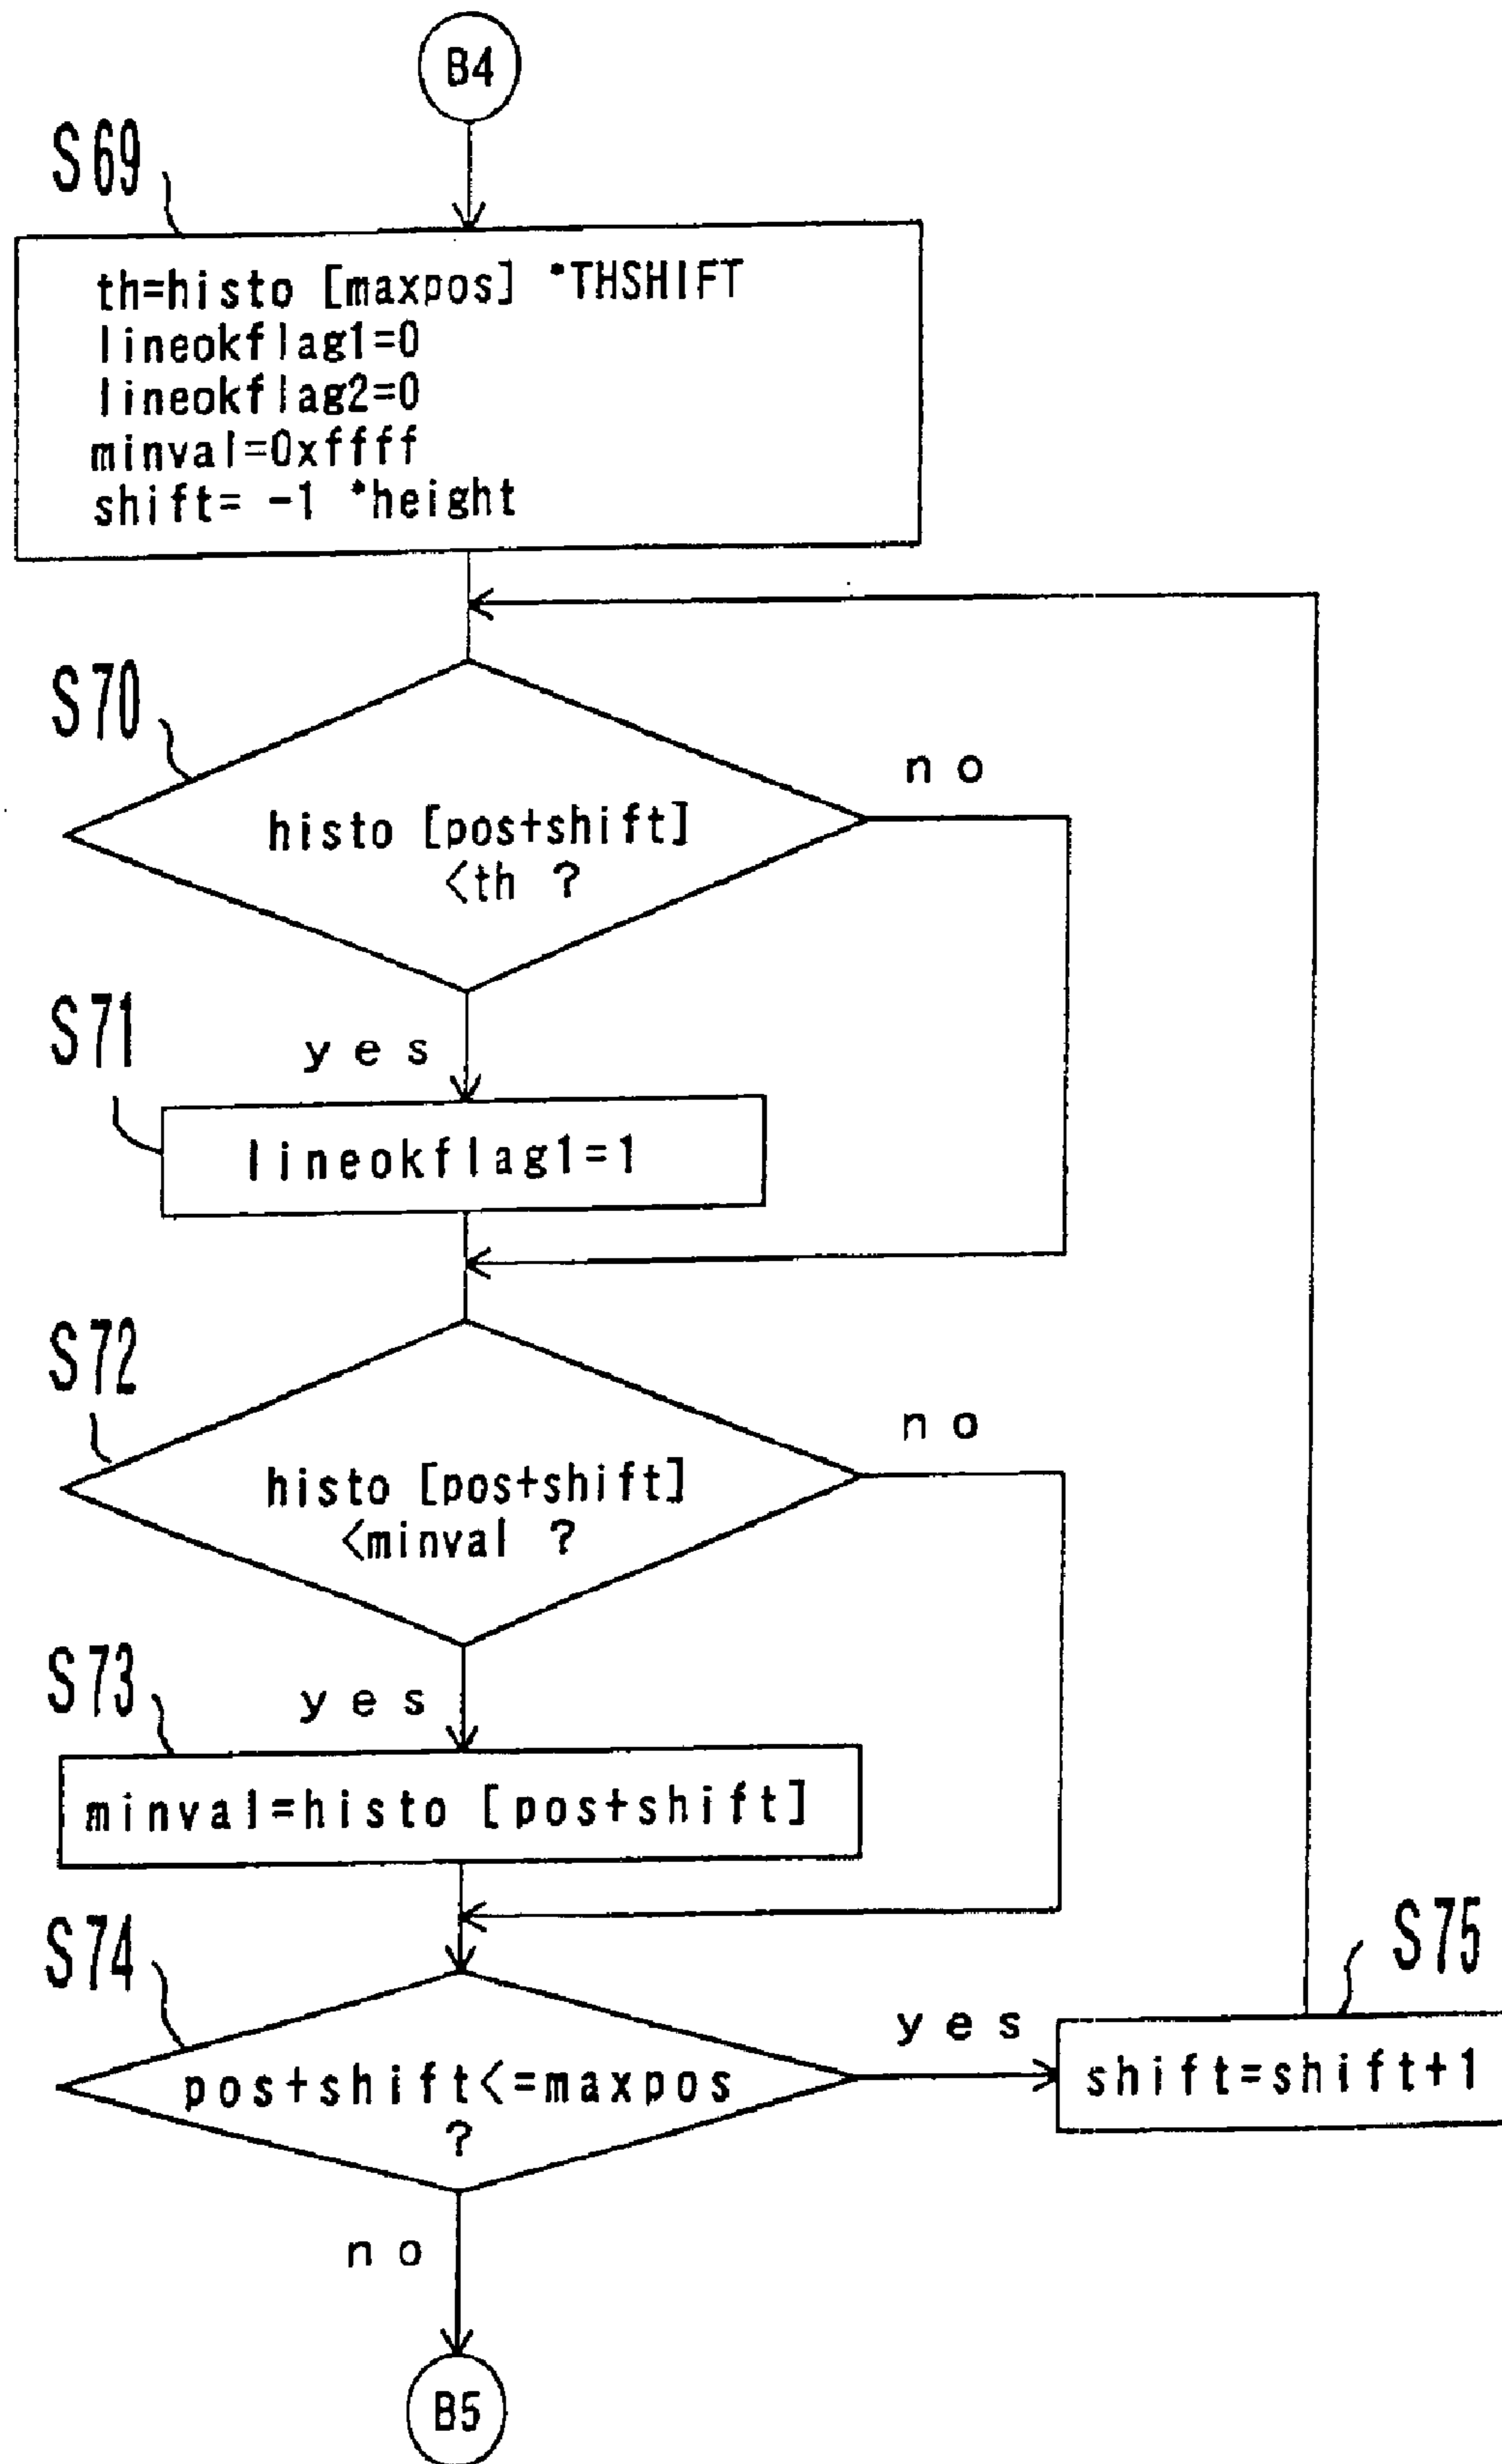 B4
S69
th=histo [maxpos] *THSHIFT
lineokflag1=0
lineokflag2=0
minval=0xffff
shift= -1 *height
S70
no
histo [pos+shift]
<th ?
S71
yes
lineokflag1=1
S72
no
histo [pos+shift]
<minval ?
S73
yes
minval=histo [pos+shift]
S74
S75
yes
pos+shift<=maxpos
?
shift=shift+1
no
B5